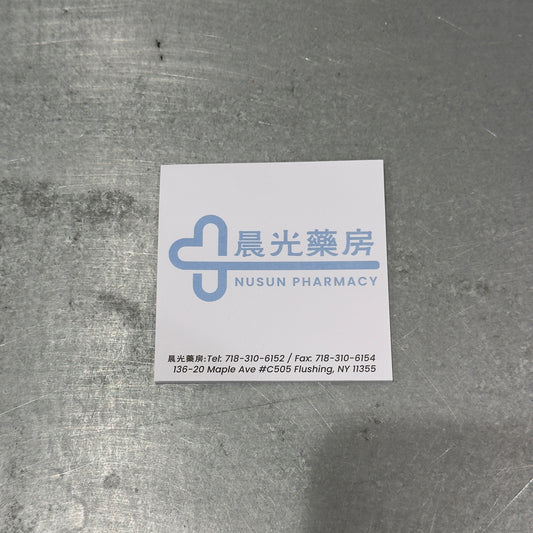 晨光藥房
NUSUN PHARMACY
晨光藥房:Tel: 718-310-6152 / Fax: 718-310-6154
136-20 Maple Ave #C505 Flushing, NY 11355